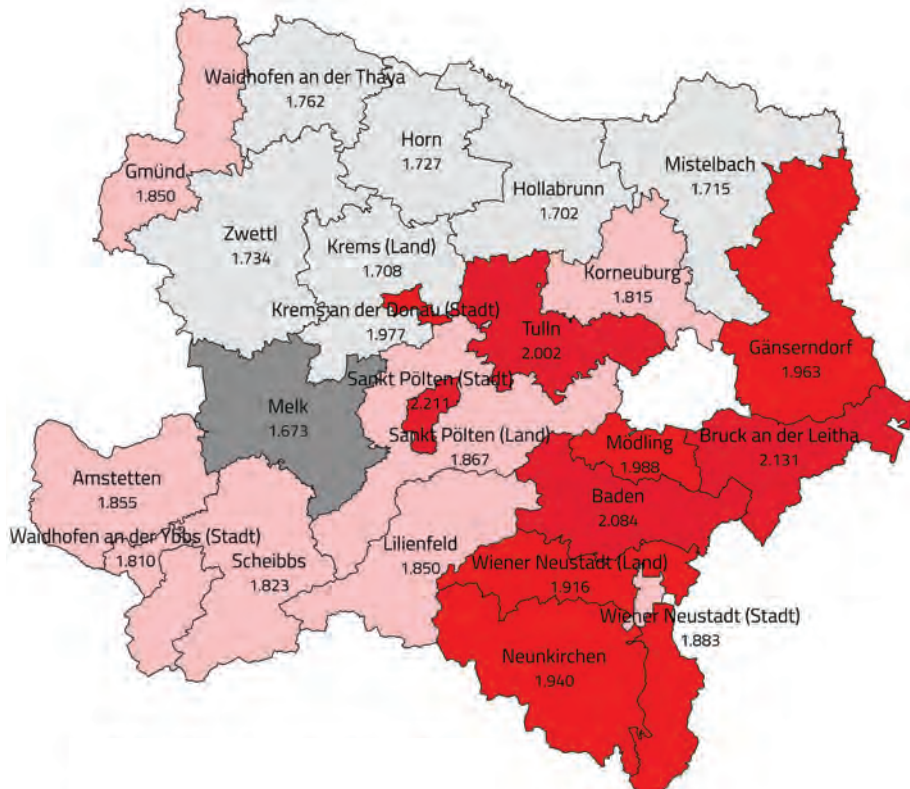 Waidhofen an der Thaya
1.762
Horn
1.727
Mistelbach
1.715
Gmünd
1.850
Hollabrunn
1.702
Zwettl
1.734
Krems (Land)
1.708
Korneuburg
1.815
Krems an der Donau (Stadt)
1.977
Tulln
2.002
Gänserndorf
1.963
Sankt Pölten (Stadt)
2.211
Melk
1.673
Sankt Pölten (Land)
1.867
Mödling
1.988
Bruck an der Leitha
2.131
Amstetten
1.855
Baden
2.084
Waidhofen an der Ybbs (Stadt)
1.810
Scheibbs
1.823
Lilienfeld
1.850
Wiener Neustadt (Land)
1.916
Wiener Neustadt (Stadt)
1.883
Neunkirchen
1.940